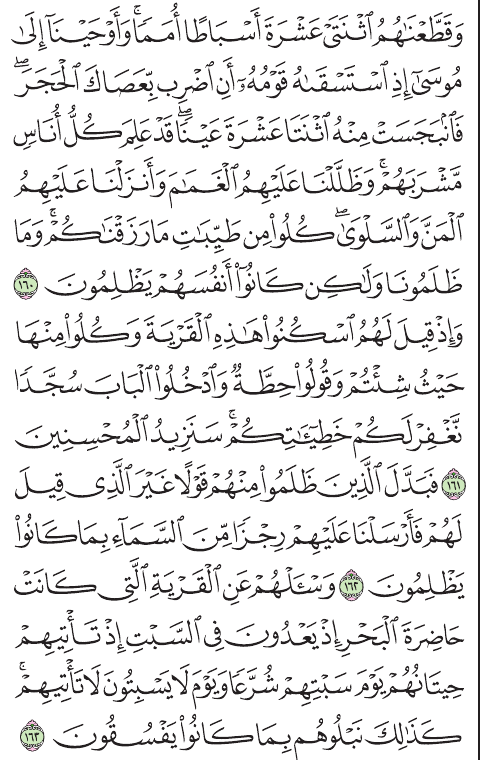 وَقَطَّعْنَٰهُمُ ٱثْنَتَىْ عَشْرَةَ أَسْبَاطًا أُمَمًا ۚ وَأَوْحَيْنَآ إِلَىٰ
مُوسَىٰٓ إِذِ ٱسْتَسْقَىٰهُ قَوْمُهُۥٓ أَنِ ٱضْرِب بِّعَصَاكَ ٱلْحَجَرَ ۖ
فَٱنۢبَجَسَتْ مِنْهُ ٱثْنَتَا عَشْرَةَ عَيْنًا ۖ قَدْ عَلِمَ كُلُّ أُنَاسٍ
مَّشْرَبَهُمْ ۚ وَظَلَّلْنَا عَلَيْهِمُ ٱلْغَمَٰمَ وَأَنزَلْنَا عَلَيْهِمُ
ٱلْمَنَّ وَٱلسَّلْوَىٰ ۖ كُلُوا۟ مِن طَيِّبَٰتِ مَا رَزَقْنَٰكُمْ ۚ وَمَا
ظَلَمُونَا وَلَٰكِن كَانُوٓا۟ أَنفُسَهُمْ يَظْلِمُونَ ١٦٠
وَإِذْ قِيلَ لَهُمُ ٱسْكُنُوا۟ هَٰذِهِ ٱلْقَرْيَةَ وَكُلُوا۟ مِنْهَا
حَيْثُ شِئْتُمْ وَقُولُوا۟ حِطَّةٌ وَٱدْخُلُوا۟ ٱلْبَابَ سُجَّدًا
نَّغْفِرْ لَكُمْ خَطِيٓـَٰٔتِكُمْ ۚ سَنَزِيدُ ٱلْمُحْسِنِينَ
١٦١ فَبَدَّلَ ٱلَّذِينَ ظَلَمُوا۟ مِنْهُمْ قَوْلًا غَيْرَ ٱلَّذِى قِيلَ
لَهُمْ فَأَرْسَلْنَا عَلَيْهِمْ رِجْزًا مِّنَ ٱلسَّمَآءِ بِمَا كَانُوا۟
يَظْلِمُونَ ١٦٢ وَسْـَٔلْهُمْ عَنِ ٱلْقَرْيَةِ ٱلَّتِى كَانَتْ
حَاضِرَةَ ٱلْبَحْرِ إِذْ يَعْدُونَ فِى ٱلسَّبْتِ إِذْ تَأْتِيهِمْ
حِيتَانُهُمْ يَوْمَ سَبْتِهِمْ شُرَّعًا وَيَوْمَ لَا يَسْبِتُونَ لَا تَأْتِيهِمْ ۚ
كَذَٰلِكَ نَبْلُوهُم بِمَا كَانُوا۟ يَفْسُقُونَ ١٦٣